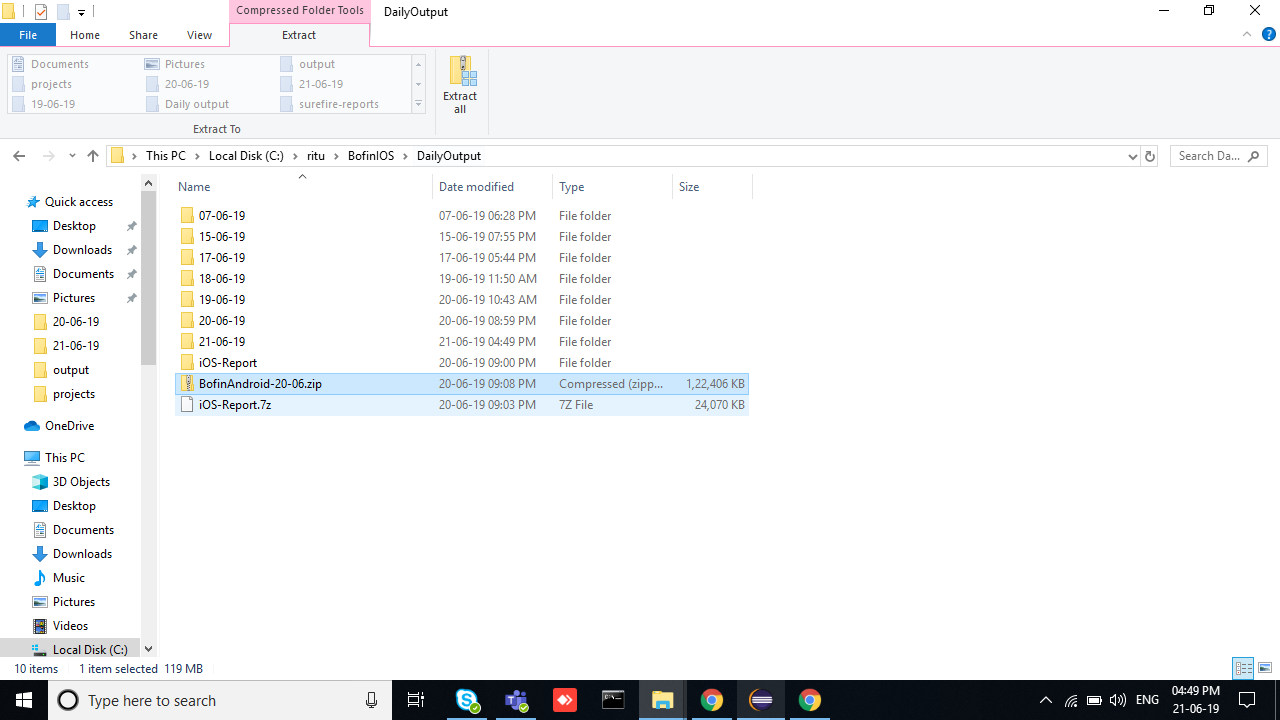 Compressed Folder Tools DailyOutput
File Home Share View Extract
Documents Pictures output
projects 20-06-19 21-06-19
19-06-19 Daily output surefire-reports
Extract all
Extract To
This PC Local Disk (C:) ritu BofinIOS DailyOutput Search Da...
Name Date modified Type Size
Quick access
Desktop
Downloads
Documents
Pictures
20-06-19
21-06-19
output
projects
OneDrive
This PC
3D Objects
Desktop
Documents
Downloads
Music
Pictures
Videos
Local Disk (C:)
07-06-19 07-06-19 06:28 PM File folder
15-06-19 15-06-19 07:55 PM File folder
17-06-19 17-06-19 05:44 PM File folder
18-06-19 19-06-19 11:50 AM File folder
19-06-19 20-06-19 10:43 AM File folder
20-06-19 20-06-19 08:59 PM File folder
21-06-19 21-06-19 04:49 PM File folder
iOS-Report 20-06-19 09:00 PM File folder
BofinAndroid-20-06.zip 20-06-19 09:08 PM Compressed (zipp... 1,22,406 KB
iOS-Report.7z 20-06-19 09:03 PM 7Z File 24,070 KB
10 items 1 item selected 119 MB
Type here to search
ENG
04:49 PM
21-06-19